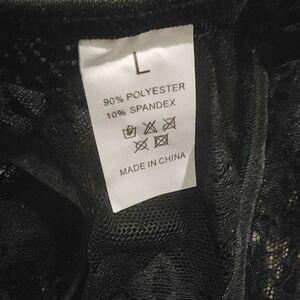 L
90% POLYESTER
10% SPANDEX
MADE IN CHINA